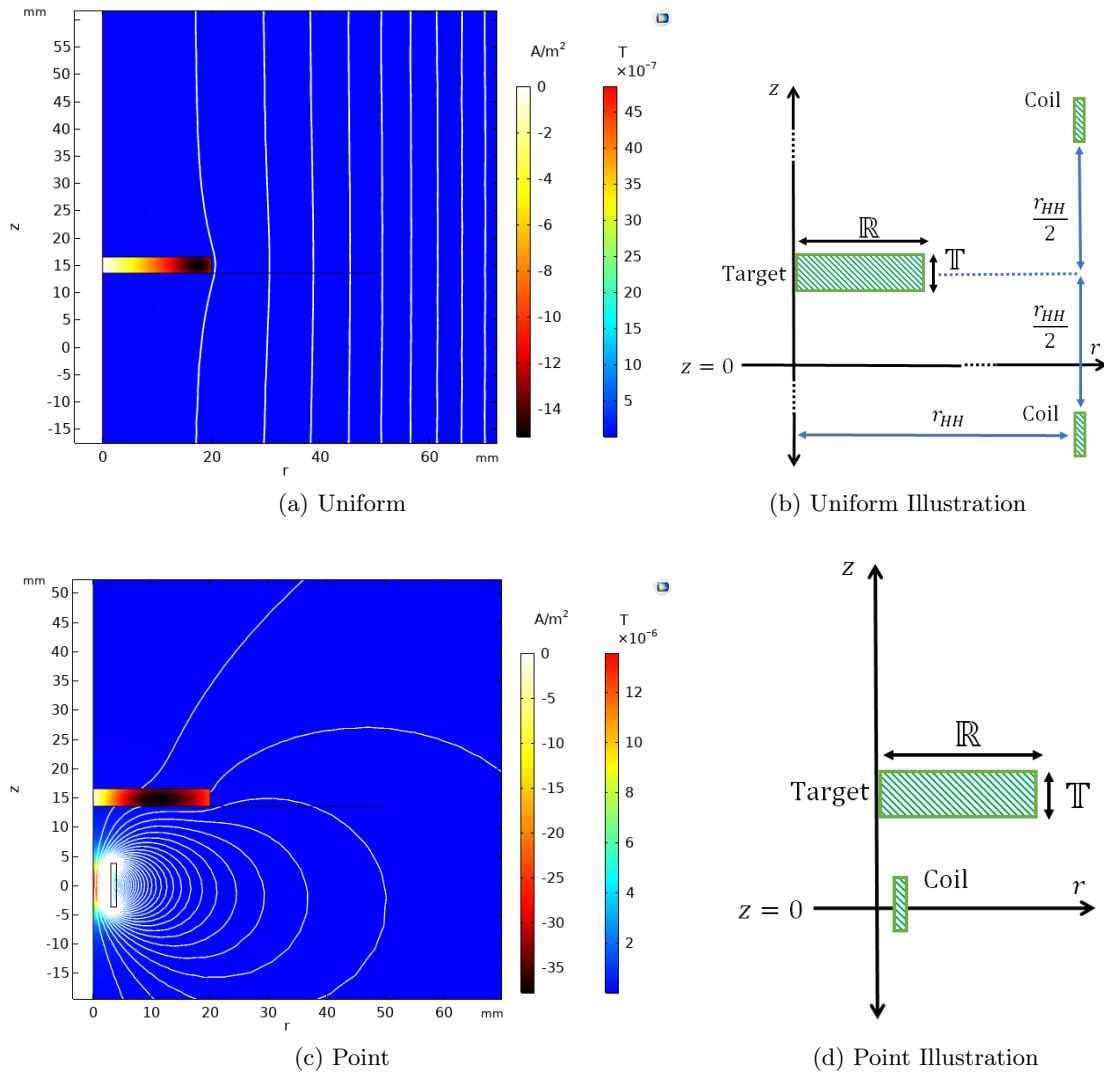 mm
A/m²
T
×10⁻⁷
55
50
45
40
35
30
25
20
15
10
5
0
-5
-10
-15
z
0
20
40
60
mm
r
0
-2
-4
-6
-8
-10
-12
-14
45
40
35
30
25
20
15
10
5
(a) Uniform
z
Coil
r_HH
2
ℝ
𝕋
Target
r_HH
2
r
z = 0
Coil
r_HH
(b) Uniform Illustration
mm
A/m²
T
×10⁻⁶
50
45
40
35
30
25
20
15
10
5
0
-5
-10
-15
z
0
10
20
30
40
50
60
mm
r
0
-5
-10
-15
-20
-25
-30
-35
12
10
8
6
4
2
(c) Point
z
ℝ
Target
𝕋
Coil
z = 0
r
(d) Point Illustration